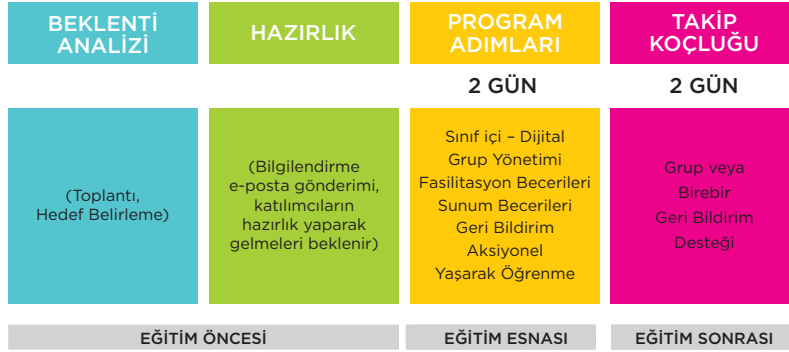 BEKLENTİ
ANALİZİ
HAZIRLIK
PROGRAM
ADIMLARI
TAKİP
KOÇLUĞU
2 GÜN
2 GÜN
(Toplantı,
Hedef Belirleme)
(Bilgilendirme
e-posta gönderimi,
katılımcıların
hazırlık yaparak
gelmeleri beklenir)
Sınıf içi – Dijital
Grup Yönetimi
Fasilitasyon Becerileri
Sunum Becerileri
Geri Bildirim
Aksiyonel
Yaşarak Öğrenme
Grup veya
Birebir
Geri Bildirim
Desteği
EĞİTİM ÖNCESİ
EĞİTİM ESNASI
EĞİTİM SONRASI